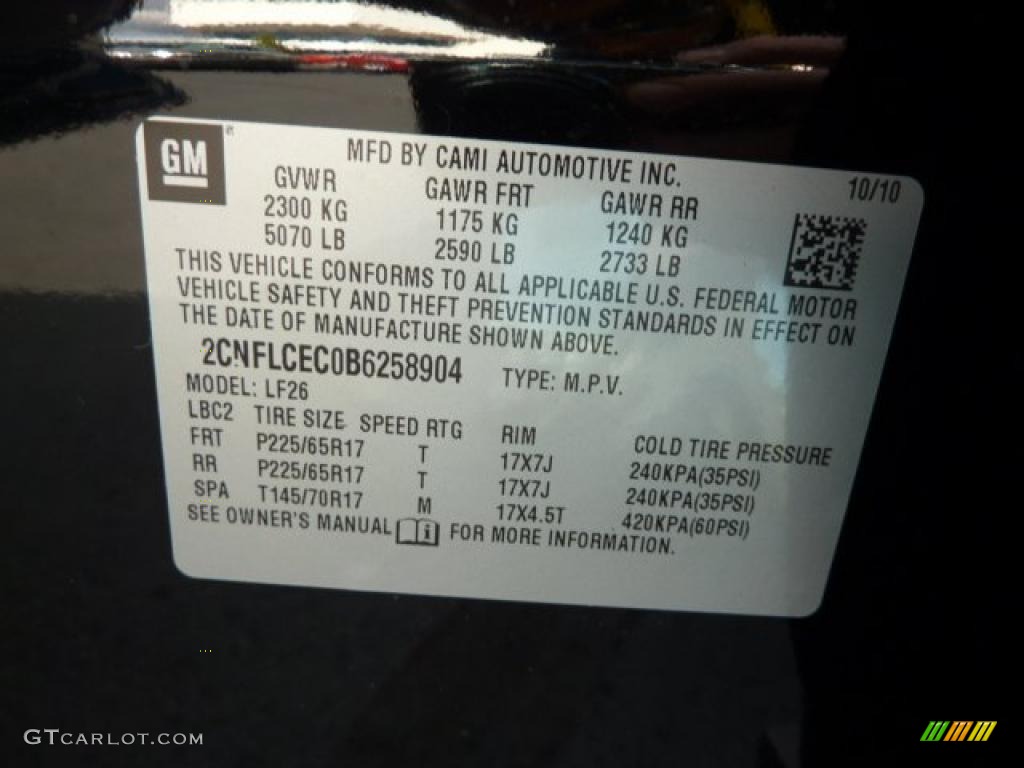 GM
MFD BY CAMI AUTOMOTIVE INC. 10/10
GVWR GAWR FRT GAWR RR
2300 KG 1175 KG 1240 KG
5070 LB 2590 LB 2733 LB
THIS VEHICLE CONFORMS TO ALL APPLICABLE U.S. FEDERAL MOTOR
VEHICLE SAFETY AND THEFT PREVENTION STANDARDS IN EFFECT ON
THE DATE OF MANUFACTURE SHOWN ABOVE.
2CNFLCEC0B6258904 TYPE: M.P.V.
MODEL: LF26
LBC2 TIRE SIZE SPEED RTG RIM COLD TIRE PRESSURE
FRT P225/65R17 T 17X7J 240KPA(35PSI)
RR P225/65R17 T 17X7J 240KPA(35PSI)
SPA T145/70R17 M 17X4.5T 420KPA(60PSI)
SEE OWNER'S MANUAL i FOR MORE INFORMATION.
GTCARLOT.COM